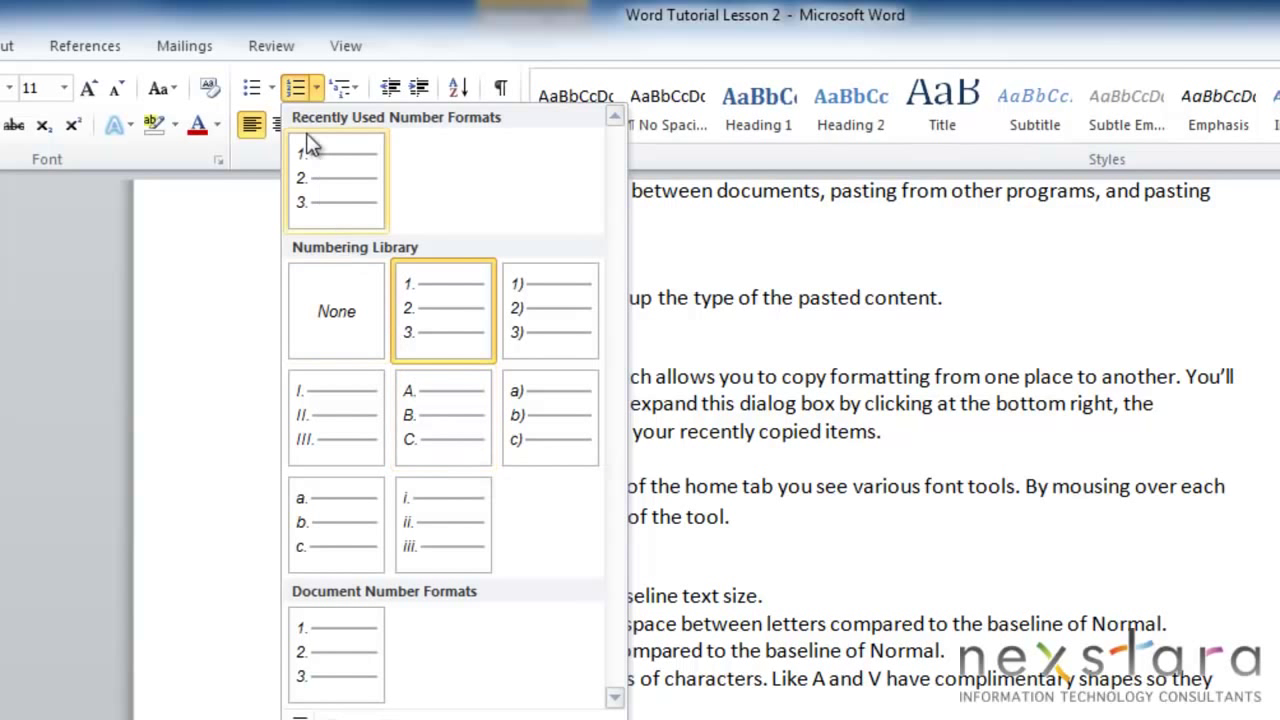 Word Tutorial Lesson 2 - Microsoft Word
ut References Mailings Review View
11 Aa
abc X₂ X² A ab A
Font
AaBbCcDc AaBbCcDc AaBbC AaBbCc AaB AaBbCc. AaBbCcDc AaBbCcDc
¶ No Spaci... Heading 1 Heading 2 Title Subtitle Subtle Em... Emphasis
Styles
Recently Used Number Formats
1.
2.
3.
Numbering Library
None
1.
2.
3.
1)
2)
3)
I.
II.
III.
A.
B.
C.
a)
b)
c)
a.
b.
c.
i.
ii.
iii.
Document Number Formats
1.
2.
3.
between documents, pasting from other programs, and pasting
up the type of the pasted content.
ch allows you to copy formatting from one place to another. You’ll
expand this dialog box by clicking at the bottom right, the
your recently copied items.
of the home tab you see various font tools. By mousing over each
of the tool.
seline text size.
space between letters compared to the baseline of Normal.
ompared to the baseline of Normal.
s of characters. Like A and V have complimentary shapes so they
nexstara
INFORMATION TECHNOLOGY CONSULTANTS